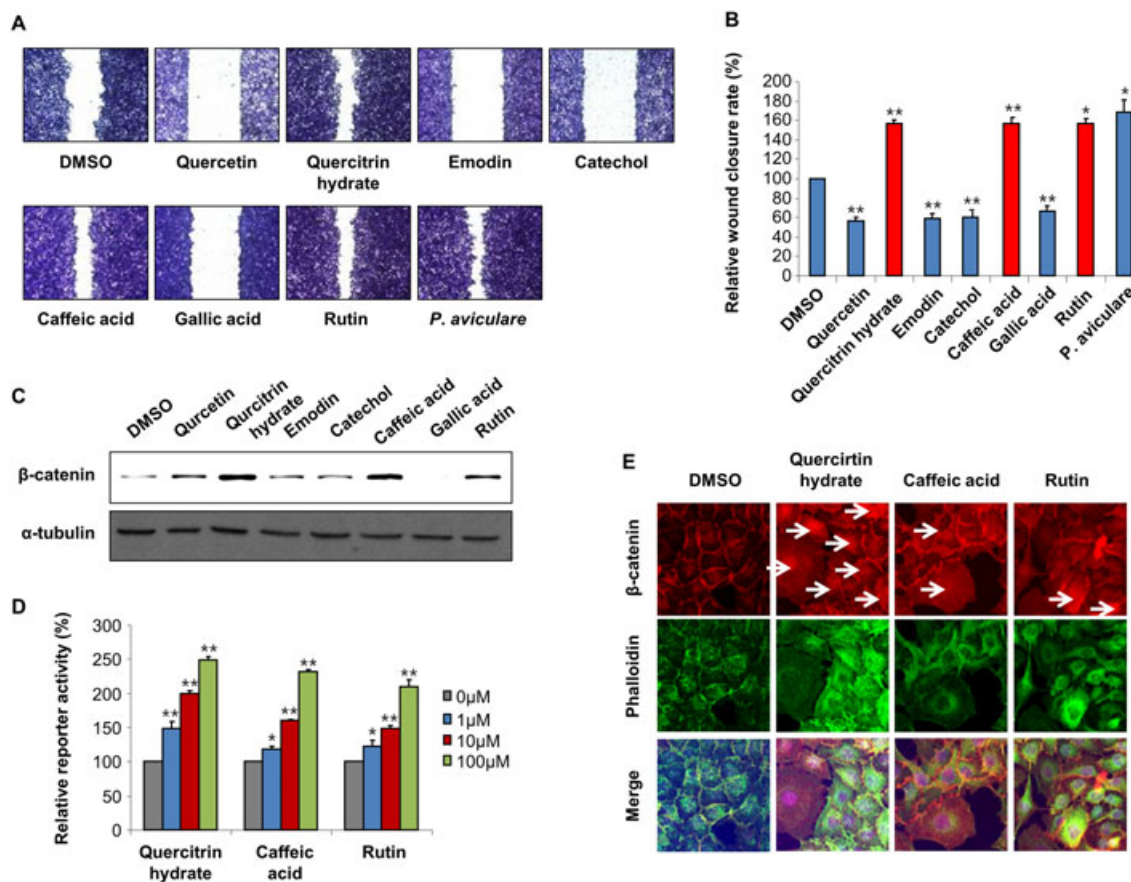 A
DMSO
Quercetin
Quercitrin
hydrate
Emodin
Catechol
Caffeic acid
Gallic acid
Rutin
P. aviculare
B
Relative wound closure rate (%)
200
180
160
140
120
100
80
60
40
20
0
**
**
**
**
**
**
*
*
DMSO
Quercetin
Quercitrin hydrate
Emodin
Catechol
Caffeic acid
Gallic acid
Rutin
P. aviculare
C
DMSO
Qurcetin
Qurcitrin
hydrate
Emodin
Catechol
Caffeic acid
Gallic acid
Rutin
β-catenin
α-tubulin
D
Relative reporter activity (%)
300
250
200
150
100
50
0
**
**
**
*
**
**
*
**
**
0µM
1µM
10µM
100µM
Quercitrin
hydrate
Caffeic
acid
Rutin
E
DMSO
Quercirtin
hydrate
Caffeic acid
Rutin
β-catenin
Phalloidin
Merge